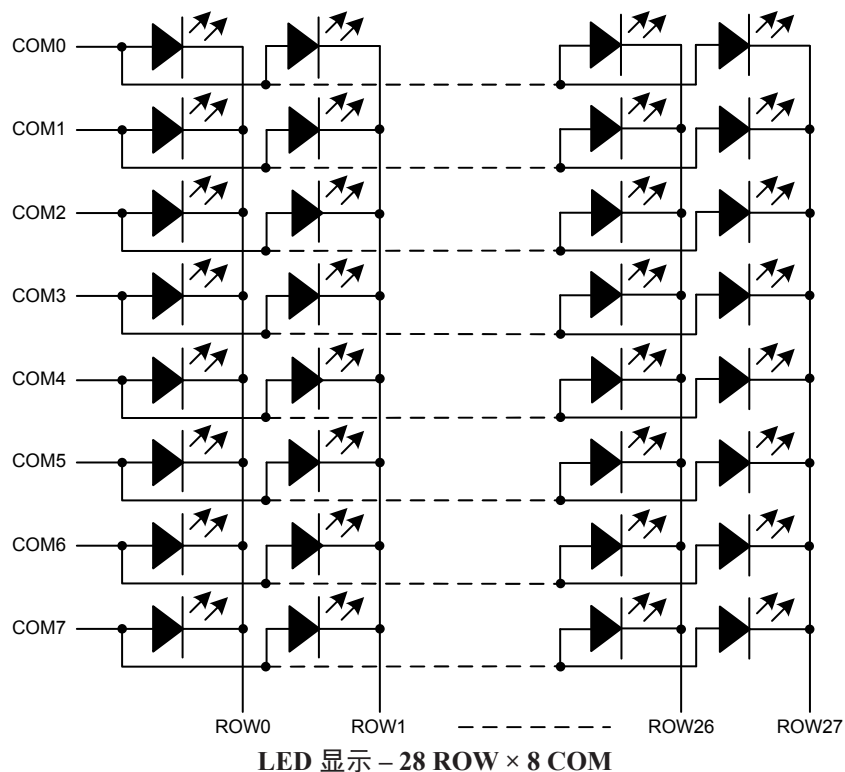 COM0
COM1
COM2
COM3
COM4
COM5
COM6
COM7
ROW0 ROW1 ROW26 ROW27
LED 显示 – 28 ROW × 8 COM